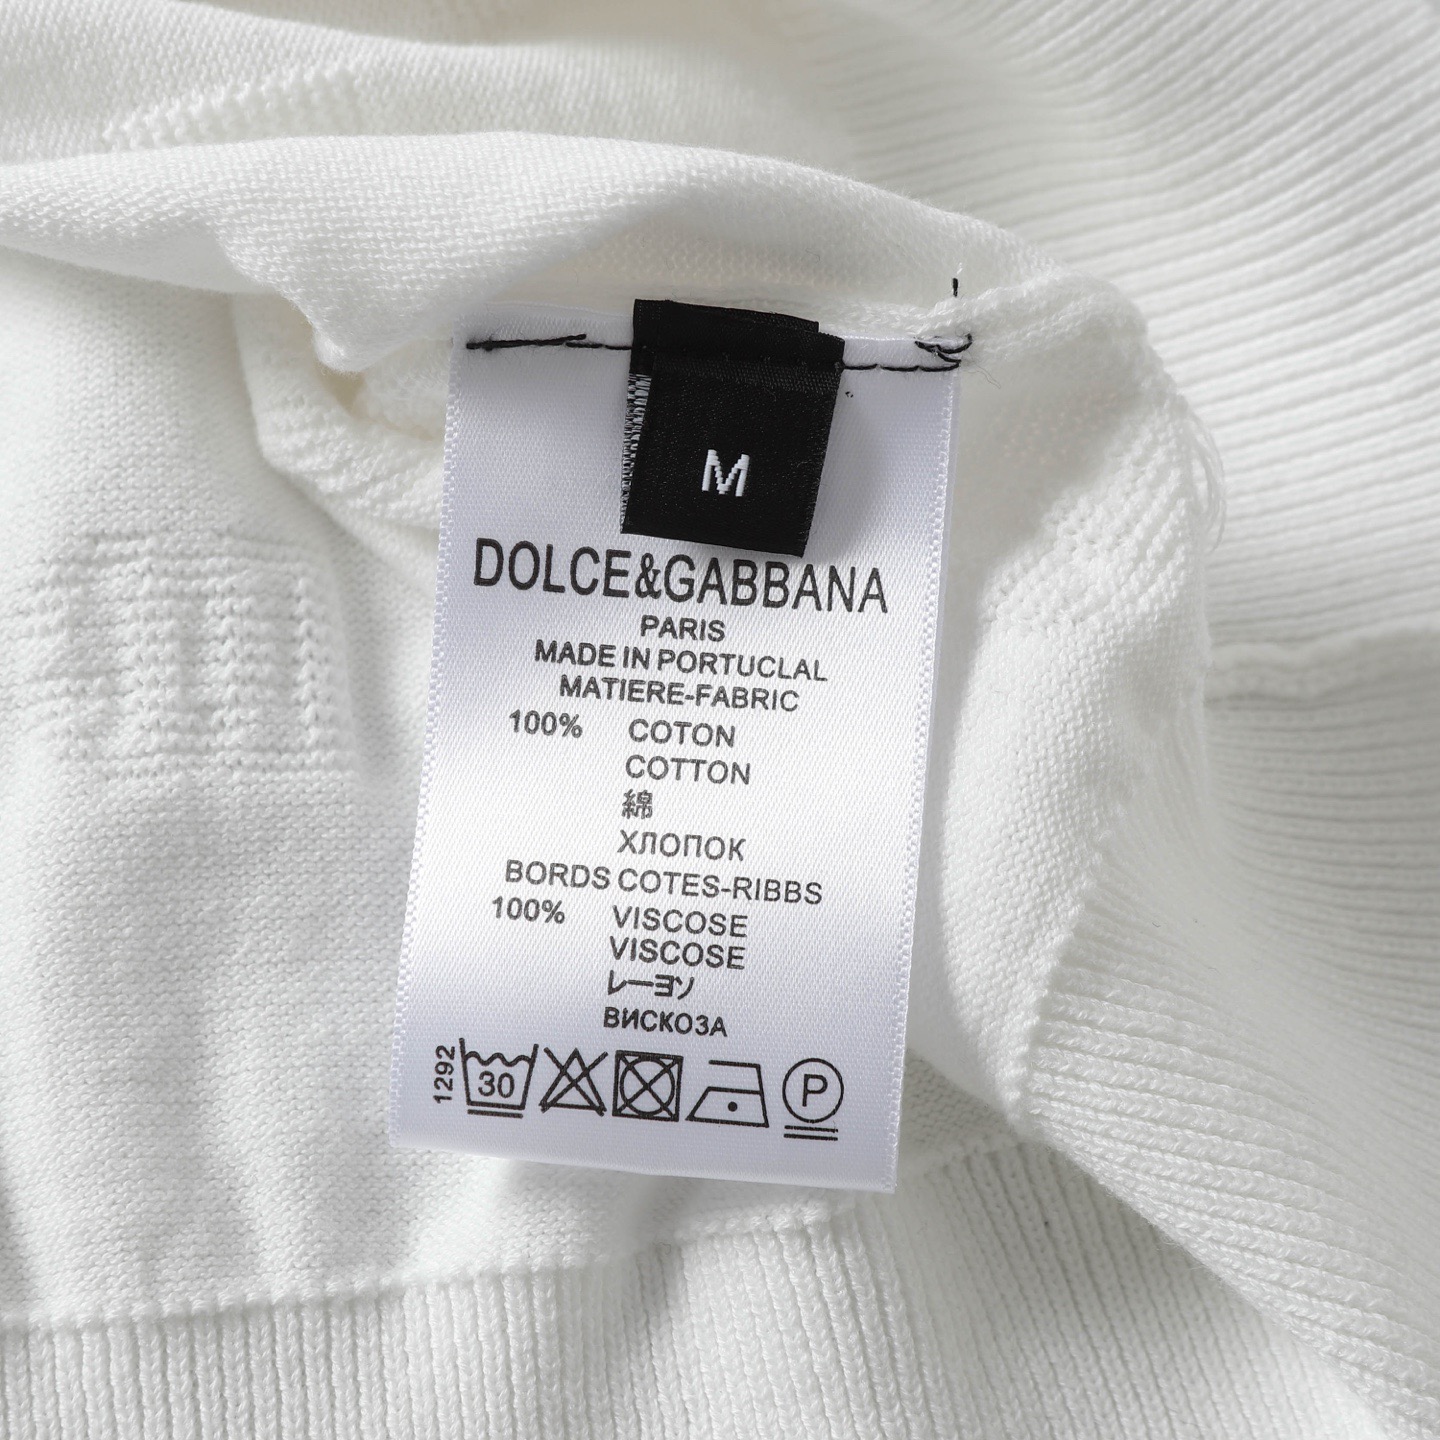 M
DOLCE&GABBANA
PARIS
MADE IN PORTUCLAL
MATIERE-FABRIC
100% COTON
COTTON
綿
ХЛОПОК
BORDS COTES-RIBBS
100% VISCOSE
VISCOSE
レーヨソ
ВИСКОЗА
1292
30
P